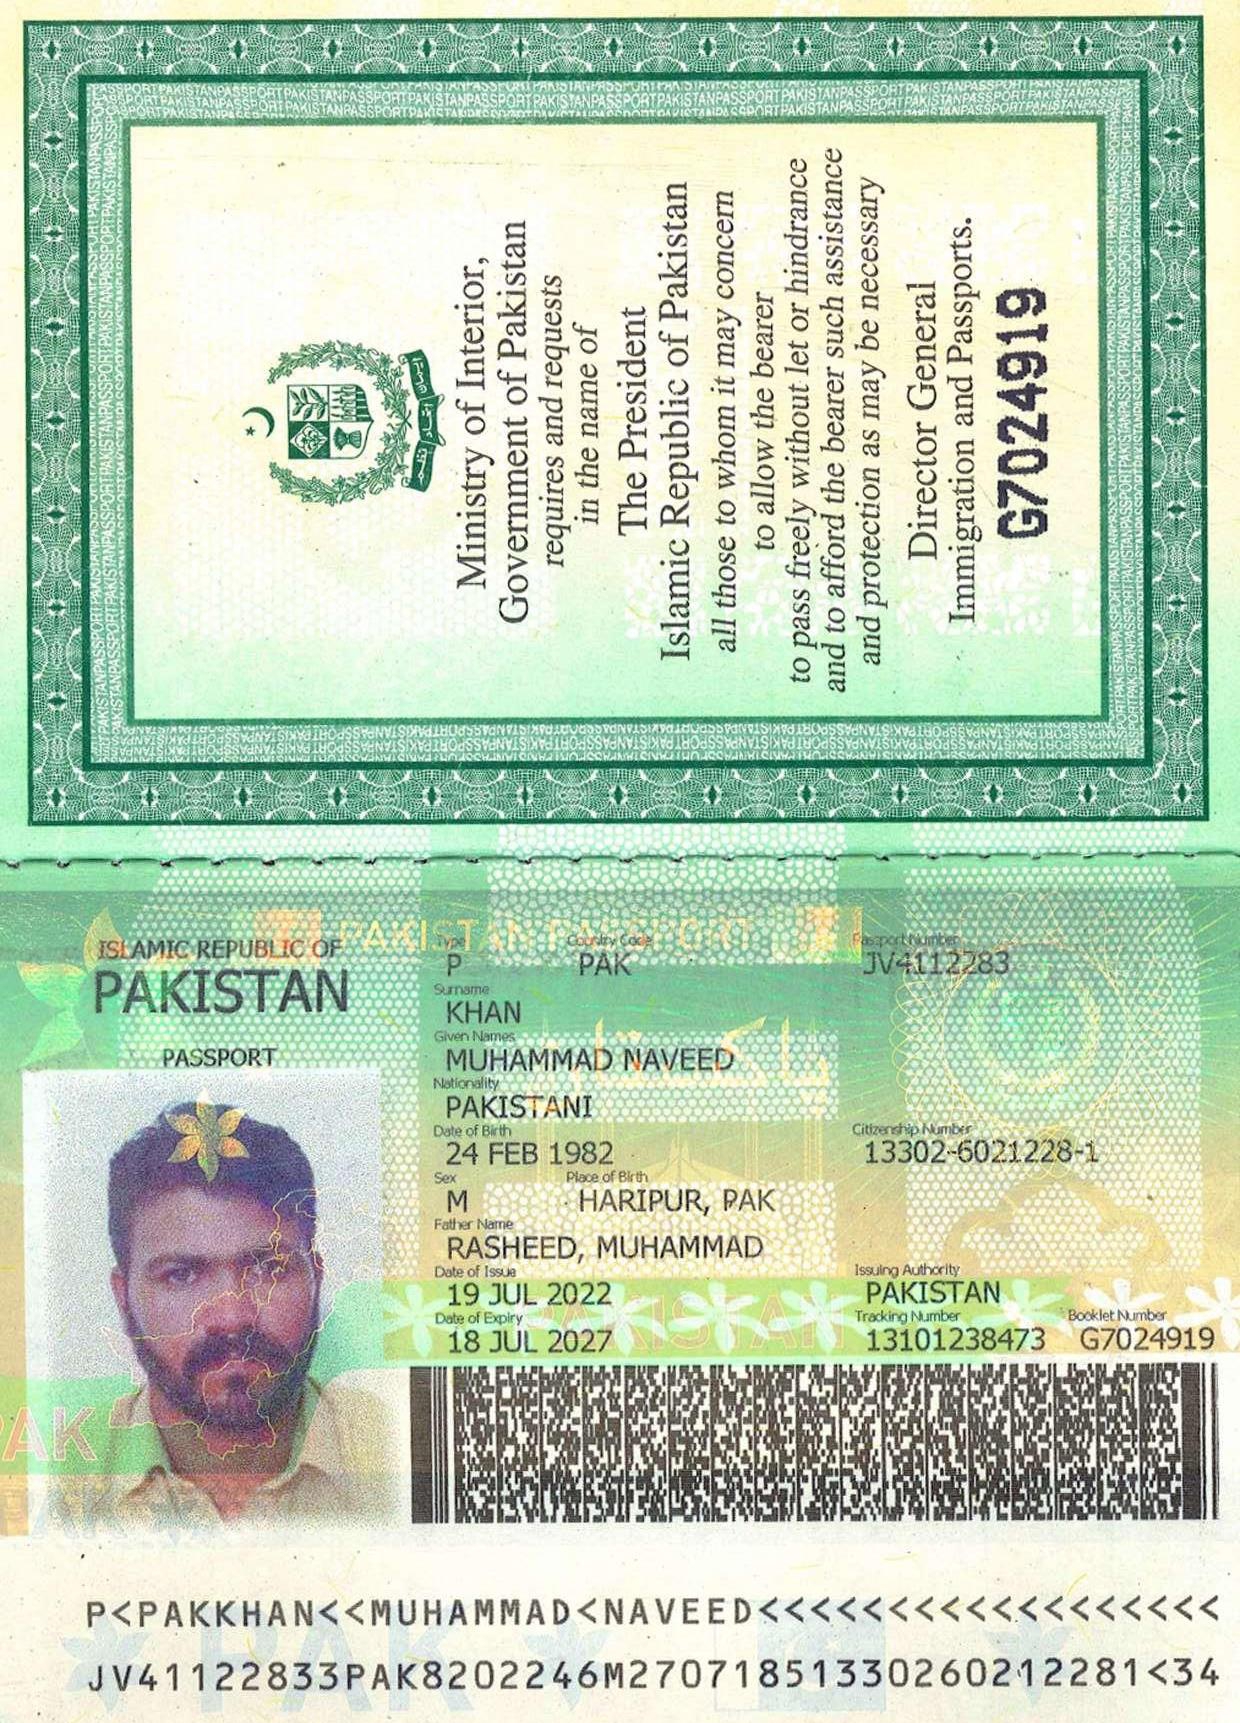 Ministry of Interior,
Government of Pakistan
requires and requests
in the name of
The President
Islamic Republic of Pakistan
all those to whom it may concern
to allow the bearer
to pass freely without let or hindrance
and to afford the bearer such assistance
and protection as may be necessary
Director General
Immigration and Passports.
G7024919
PAKISTAN PASSPORT
ISLAMIC REPUBLIC OF
PAKISTAN
PASSPORT
Type Country Code Passport Number
P PAK JV4112283
Surname
KHAN
Given Names
MUHAMMAD NAVEED
Nationality
PAKISTANI
Date of Birth Citizenship Number
24 FEB 1982 13302-6021228-1
Sex Place of Birth
M HARIPUR, PAK
Father Name
RASHEED, MUHAMMAD
Date of Issue Issuing Authority
19 JUL 2022 PAKISTAN
Date of Expiry Tracking Number Booklet Number
18 JUL 2027 13101238473 G7024919
P<PAKKHAN<<MUHAMMAD<NAVEED<<<<<<<<<<<<<<<<<<
JV41122833PAK8202246M27071851330260212281<34